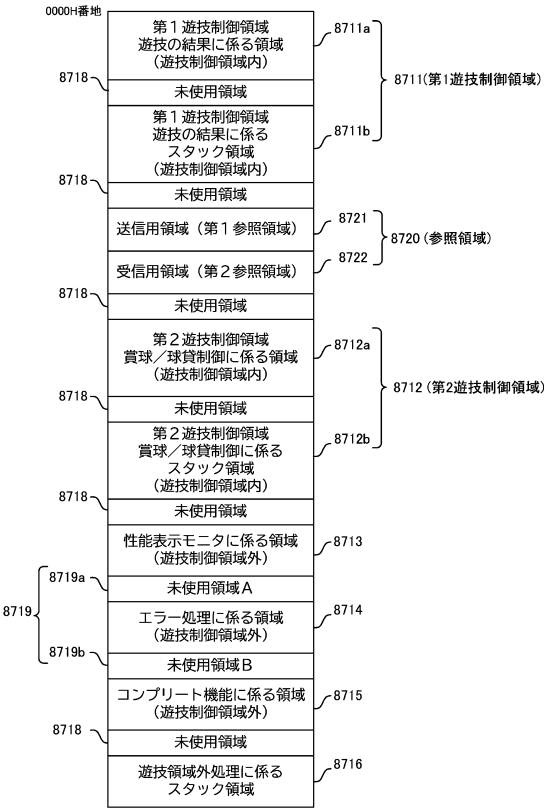 0000H番地
第1遊技制御領域
遊技の結果に係る領域
(遊技制御領域内)
8711a
8718
未使用領域
8711(第1遊技制御領域)
第1遊技制御領域
遊技の結果に係る
スタック領域
(遊技制御領域内)
8711b
8718
未使用領域
送信用領域(第1参照領域)
8721
8720(参照領域)
受信用領域(第2参照領域)
8722
8718
未使用領域
第2遊技制御領域
賞球/球貸制御に係る領域
(遊技制御領域内)
8712a
8712(第2遊技制御領域)
8718
未使用領域
第2遊技制御領域
賞球/球貸制御に係る
スタック領域
(遊技制御領域内)
8712b
8718
未使用領域
性能表示モニタに係る領域
(遊技制御領域外)
8713
8719a
未使用領域A
8719
エラー処理に係る領域
(遊技制御領域外)
8714
8719b
未使用領域B
コンプリート機能に係る領域
(遊技制御領域外)
8715
8718
未使用領域
遊技領域外処理に係る
スタック領域
8716